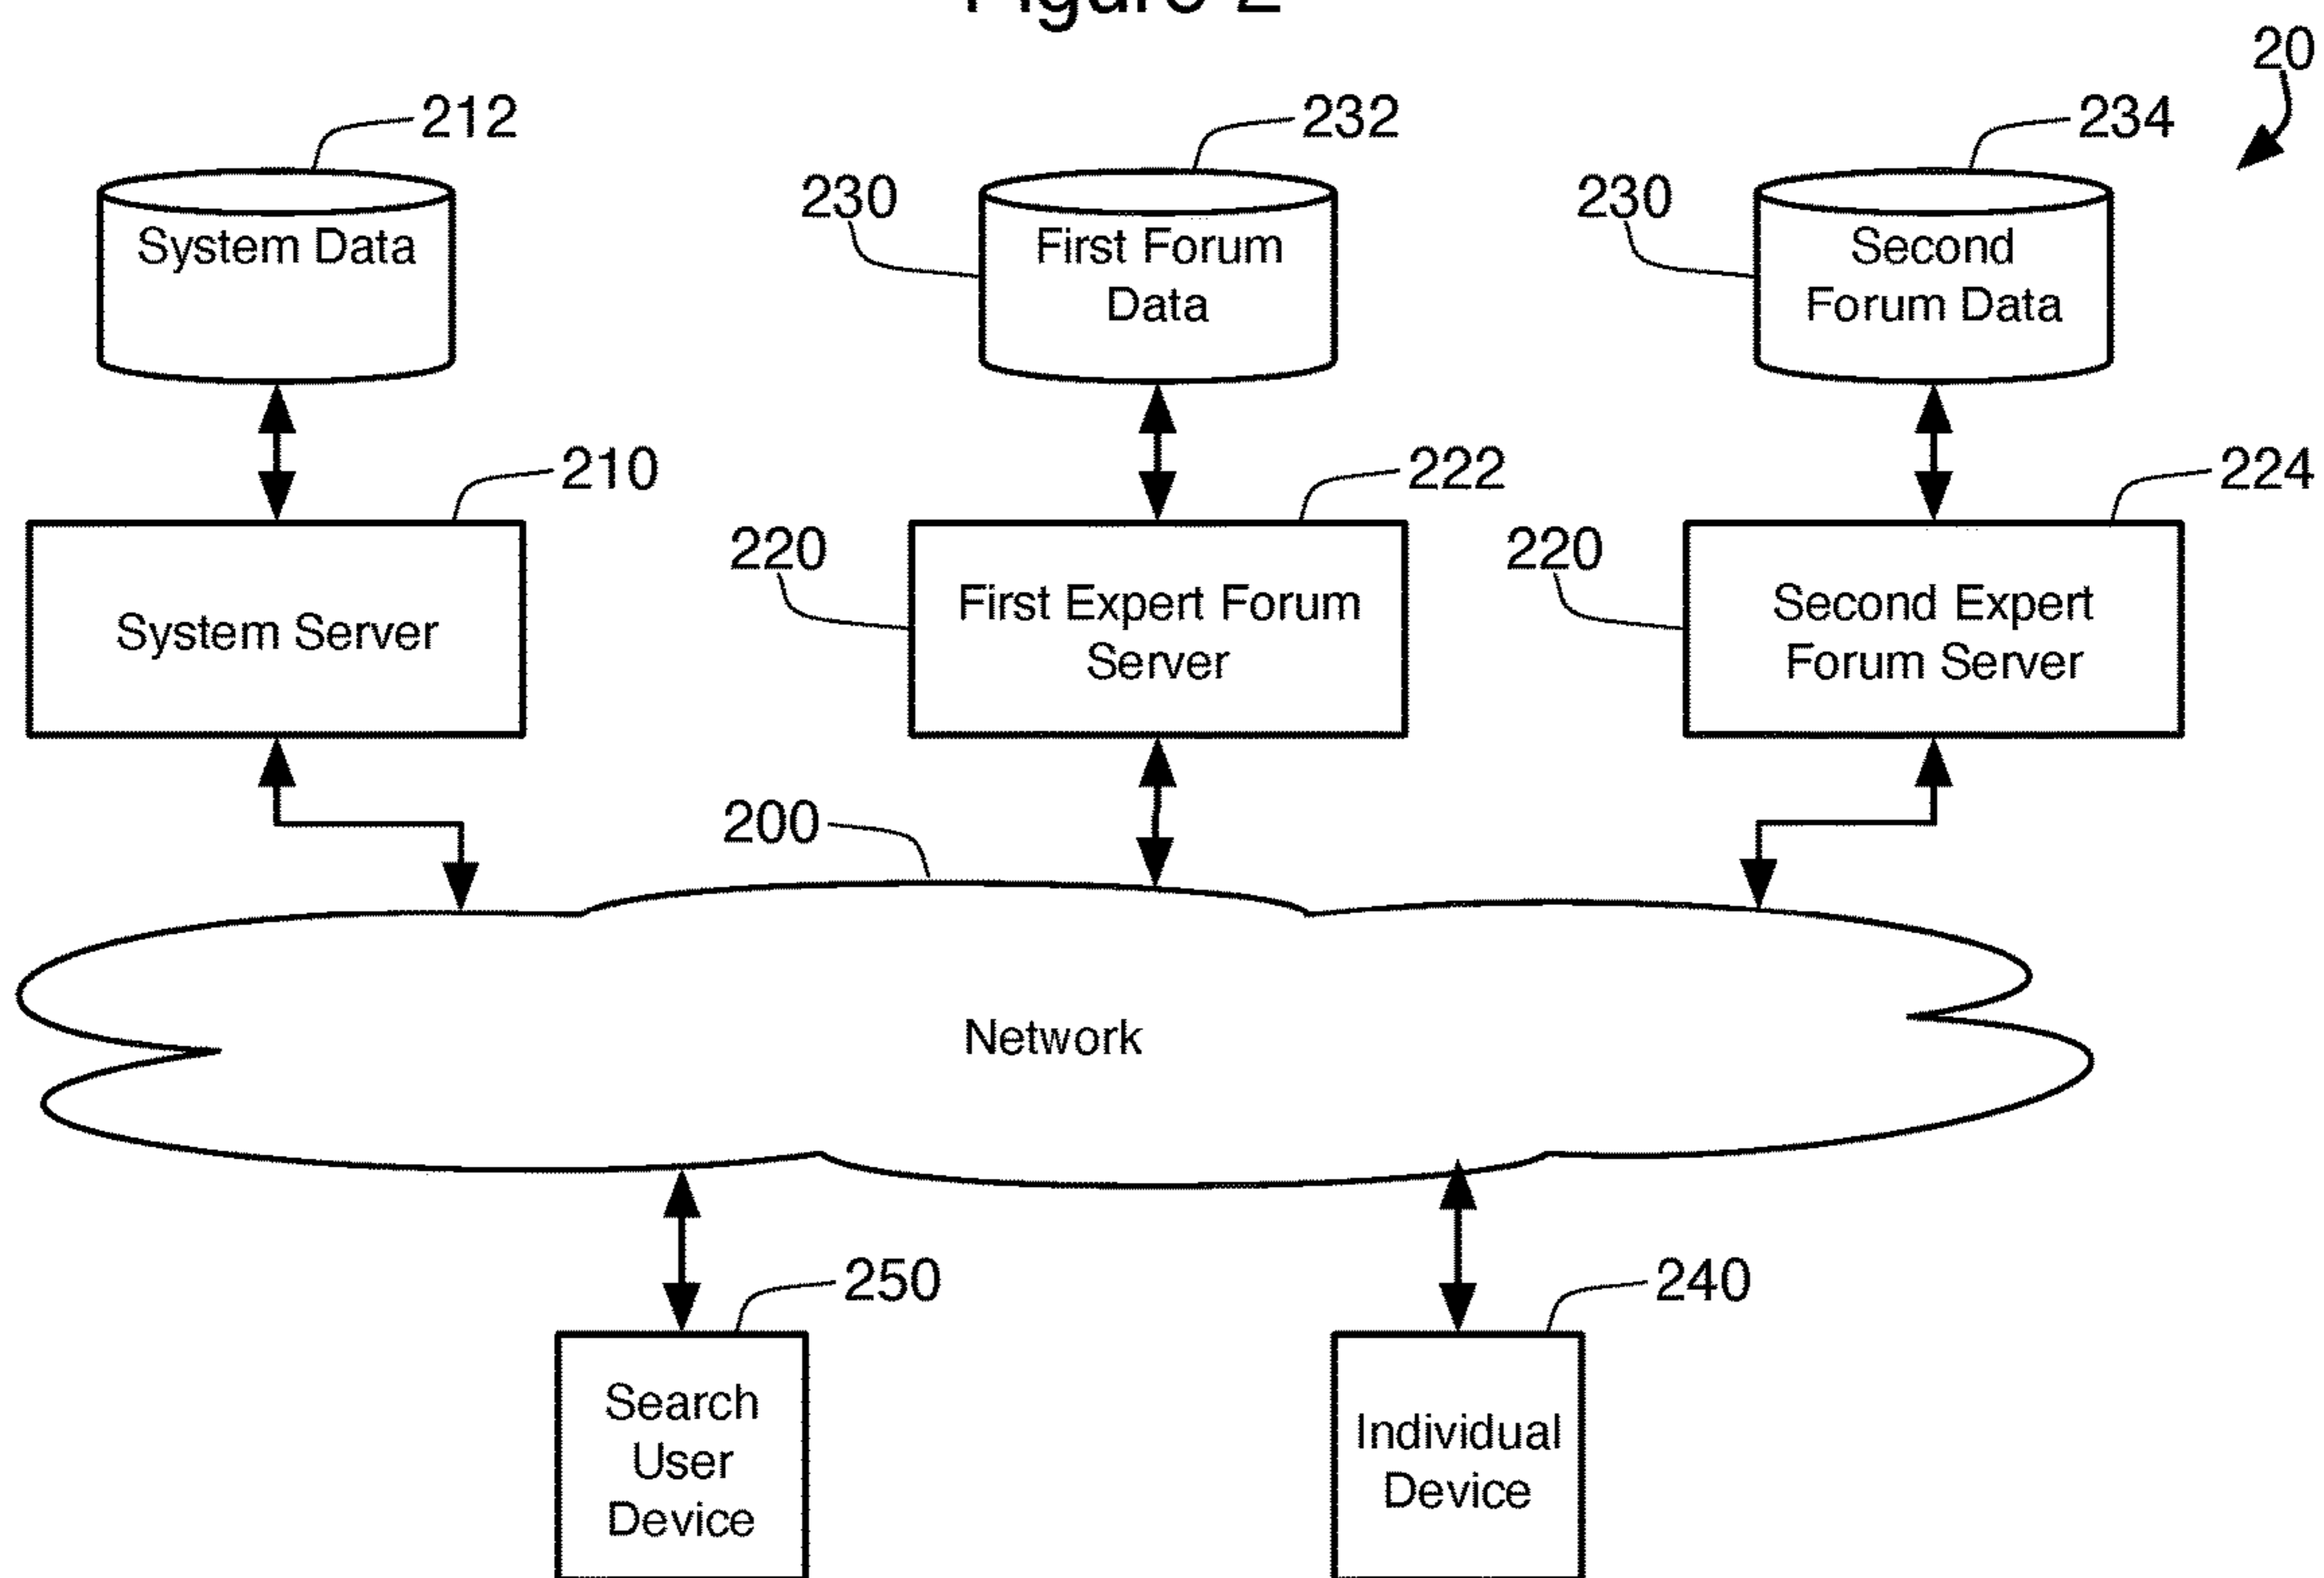 Figure 2
20
212
232
234
230
230
System Data
First Forum
Data
Second
Forum Data
210
222
224
220
220
System Server
First Expert Forum
Server
Second Expert
Forum Server
200
Network
250
240
Search
User
Device
Individual
Device